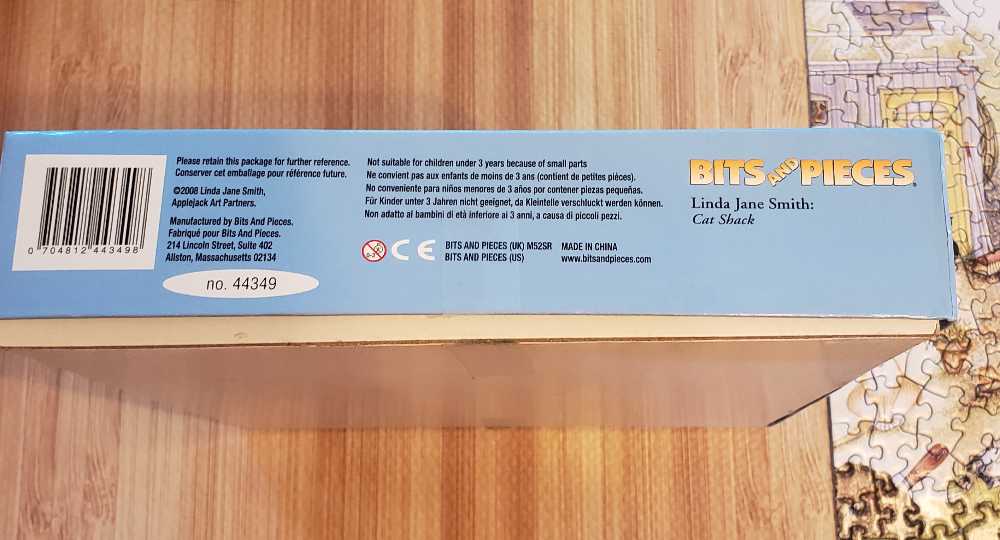 Please retain this package for further reference.
Conserver cet emballage pour référence future.
©2008 Linda Jane Smith,
Applejack Art Partners.
Manufactured by Bits And Pieces.
Fabriqué pour Bits And Pieces.
214 Lincoln Street, Suite 402
Allston, Massachusetts 02134
0 704812 443498
no. 44349
Not suitable for children under 3 years because of small parts
Ne convient pas aux enfants de moins de 3 ans (contient de petites pièces).
No conveniente para niños menores de 3 años por contener piezas pequeñas.
Für Kinder unter 3 Jahren nicht geeignet, da Kleinteile verschluckt werden können.
Non adatto ai bambini di età inferiore ai 3 anni, a causa di piccoli pezzi.
0-3
CE
BITS AND PIECES (UK) M52SR MADE IN CHINA
BITS AND PIECES (US) www.bitsandpieces.com
BITS AND PIECES
Linda Jane Smith:
Cat Shack